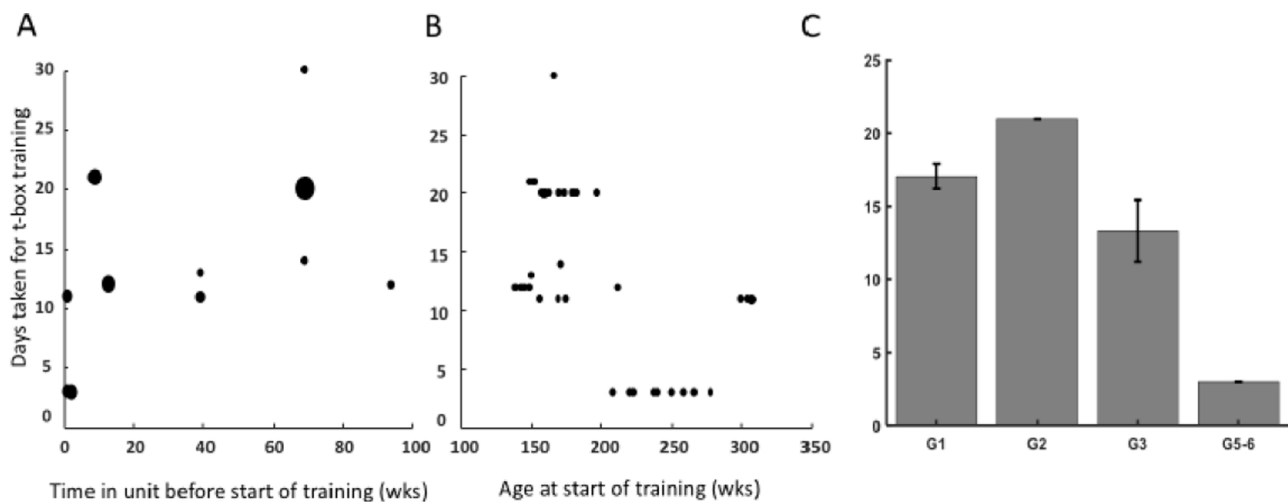 A
B
C
Days taken for t-box training
30
25
20
15
10
5
0
0 20 40 60 80 100
Time in unit before start of training (wks)
30
25
20
15
10
5
0
100 150 200 250 300 350
Age at start of training (wks)
25
20
15
10
5
0
G1 G2 G3 G5-6